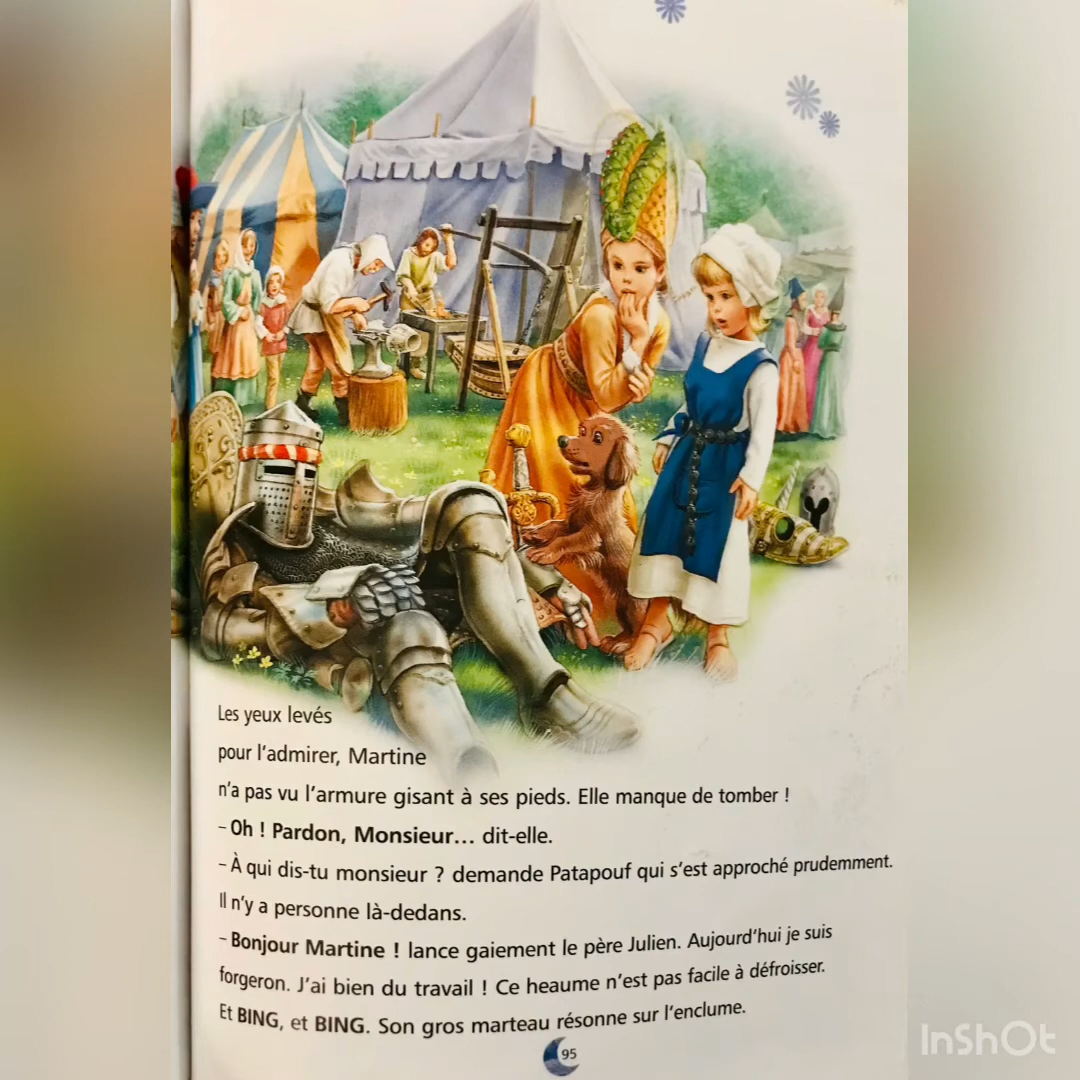 Les yeux levés
pour l'admirer, Martine
n'a pas vu l'armure gisant à ses pieds. Elle manque de tomber !
– Oh ! Pardon, Monsieur... dit-elle.
– À qui dis-tu monsieur ? demande Patapouf qui s'est approché prudemment.
Il n'y a personne là-dedans.
– Bonjour Martine ! lance gaiement le père Julien. Aujourd'hui je suis
forgeron. J'ai bien du travail ! Ce heaume n'est pas facile à défroisser.
Et BING, et BING. Son gros marteau résonne sur l'enclume.
95
InShOt